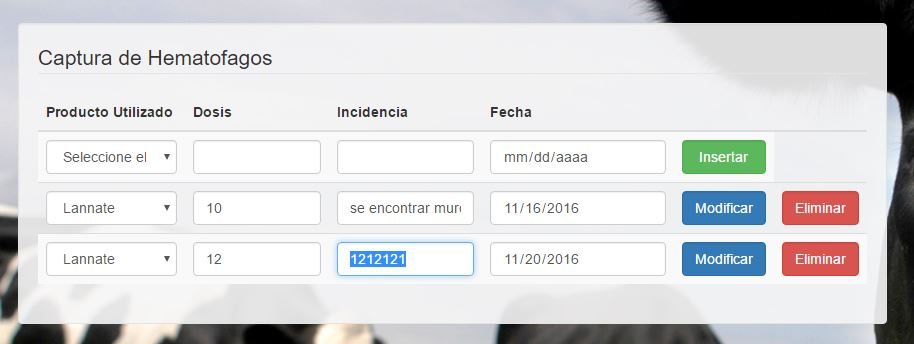 Captura de Hematofagos
Producto Utilizado Dosis Incidencia Fecha
Seleccione el mm/dd/aaaa Insertar
Lannate 10 se encontrar murc 11/16/2016 Modificar Eliminar
Lannate 12 1212121 11/20/2016 Modificar Eliminar